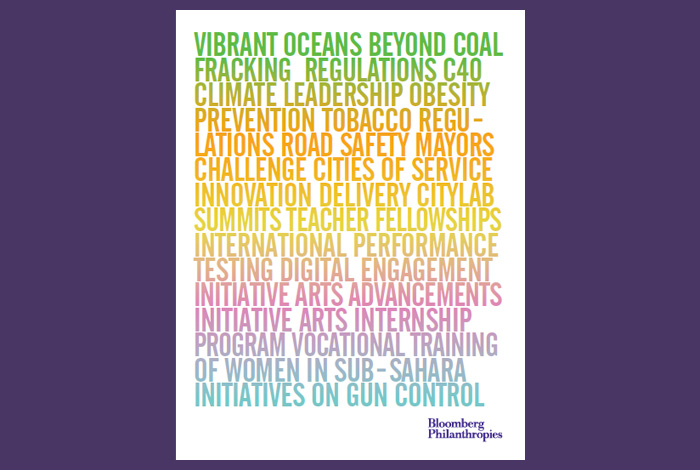 VIBRANT OCEANS BEYOND COAL
FRACKING REGULATIONS C40
CLIMATE LEADERSHIP OBESITY
PREVENTION TOBACCO REGU-
LATIONS ROAD SAFETY MAYORS
CHALLENGE CITIES OF SERVICE
INNOVATION DELIVERY CITYLAB
SUMMITS TEACHER FELLOWSHIPS
INTERNATIONAL PERFORMANCE
TESTING DIGITAL ENGAGEMENT
INITIATIVE ARTS ADVANCEMENTS
INITIATIVE ARTS INTERNSHIP
PROGRAM VOCATIONAL TRAINING
OF WOMEN IN SUB-SAHARA
INITIATIVES ON GUN CONTROL
Bloomberg
Philanthropies